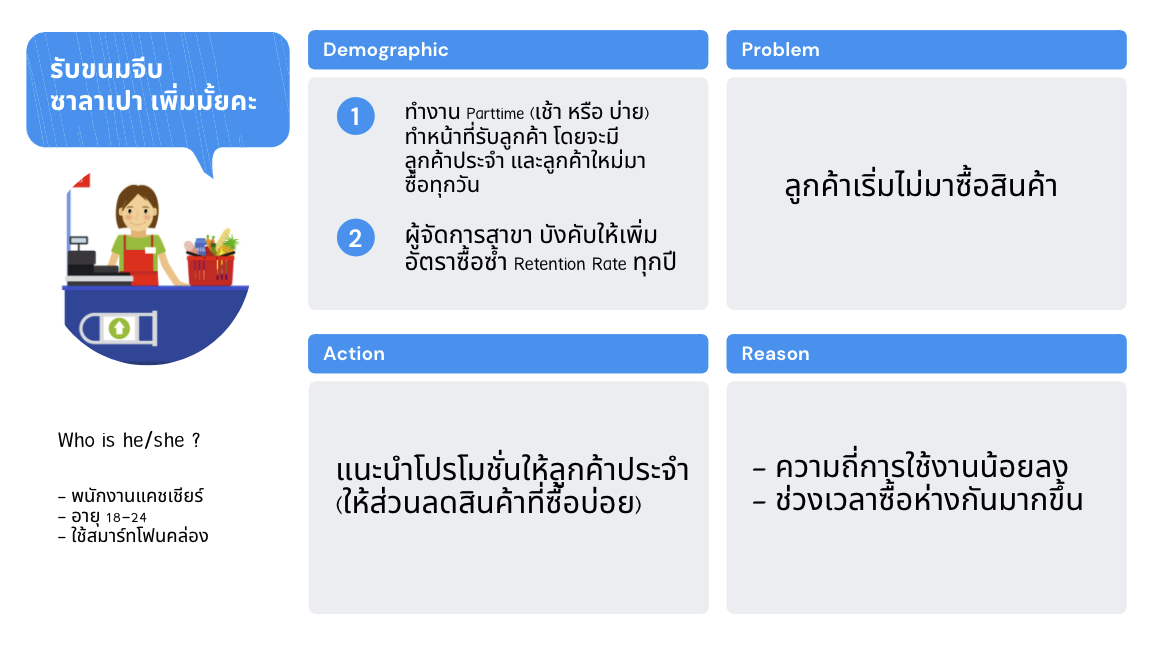 รับขนมจีบ
ซาลาเปา เพิ่มมั้ยคะ
Who is he/she ?
– พนักงานแคชเชียร์
– อายุ 18–24
– ใช้สมาร์ทโฟนคล่อง
Demographic
1
ทำงาน Parttime (เช้า หรือ บ่าย)
ทำหน้าที่รับลูกค้า โดยจะมี
ลูกค้าประจำ และลูกค้าใหม่มา
ซื้อทุกวัน
2
ผู้จัดการสาขา บังคับให้เพิ่ม
อัตราซื้อซ้ำ Retention Rate ทุกปี
Problem
ลูกค้าเริ่มไม่มาซื้อสินค้า
Action
แนะนำโปรโมชั่นให้ลูกค้าประจำ
(ให้ส่วนลดสินค้าที่ซื้อบ่อย)
Reason
– ความถี่การใช้งานน้อยลง
– ช่วงเวลาซื้อห่างกันมากขึ้น